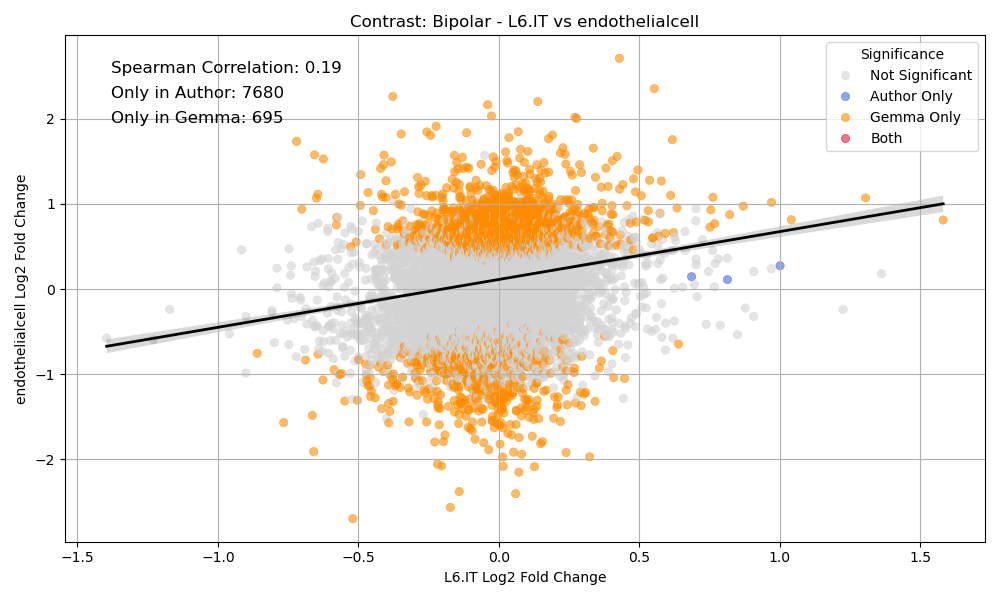 Contrast: Bipolar - L6.IT vs endothelialcell
Spearman Correlation: 0.19
Only in Author: 7680
Only in Gemma: 695
Significance
Not Significant
Author Only
Gemma Only
Both
endothelialcell Log2 Fold Change
2
1
0
−1
−2
−1.5
−1.0
−0.5
0.0
0.5
1.0
1.5
L6.IT Log2 Fold Change